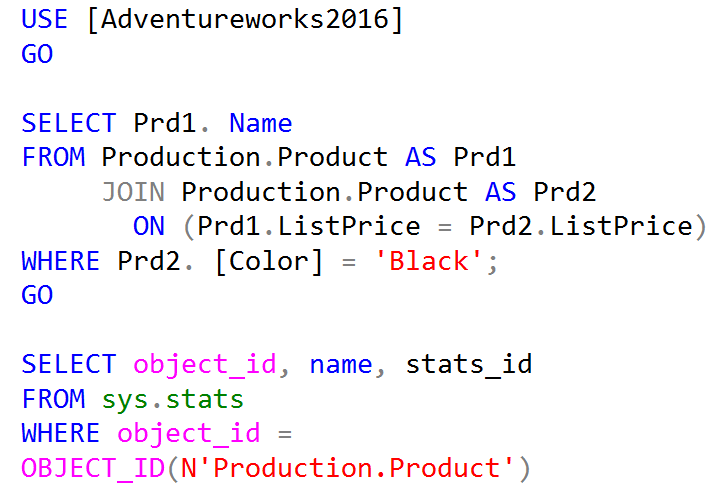 USE [Adventureworks2016]
GO
SELECT Prd1. Name
FROM Production.Product AS Prd1
JOIN Production.Product AS Prd2
ON (Prd1.ListPrice = Prd2.ListPrice)
WHERE Prd2. [Color] = 'Black';
GO
SELECT object_id, name, stats_id
FROM sys.stats
WHERE object_id =
OBJECT_ID(N'Production.Product')